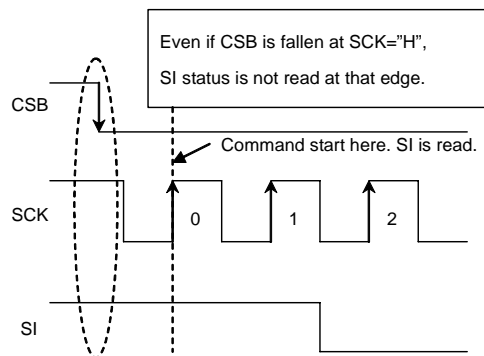 Even if CSB is fallen at SCK=”H”,
SI status is not read at that edge.
CSB
Command start here. SI is read.
SCK
0
1
2
SI